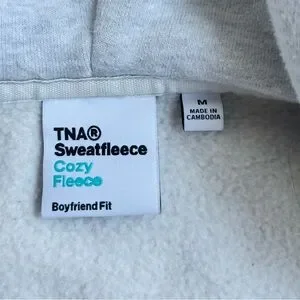 TNA®
Sweatfleece
Cozy
Fleece
Boyfriend Fit
M
MADE IN
CAMBODIA